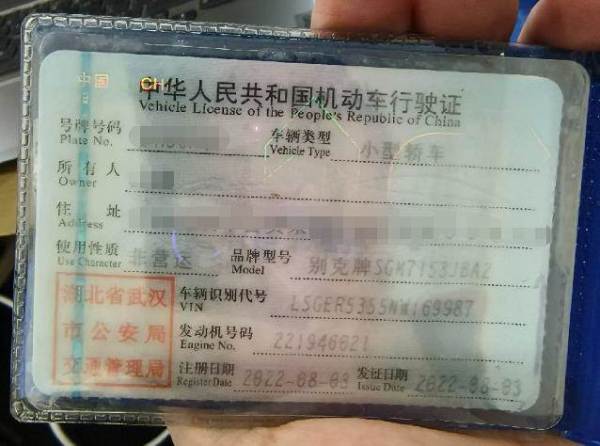 中国 CH
中华人民共和国机动车行驶证
Vehicle License of the People's Republic of China
号牌号码 车辆类型 小型轿车
Plate No. Vehicle Type
所有人
Owner
住址
Address
使用性质 非营运 品牌型号 别克牌SGM7153JBA2
Use Character Model
湖北省武汉市公安局交通管理局
车辆识别代号 LSGER5355NW169987
VIN
发动机号码 221946621
Engine No.
注册日期 2022-08-03 发证日期 2022-08-03
Register Date Issue Date